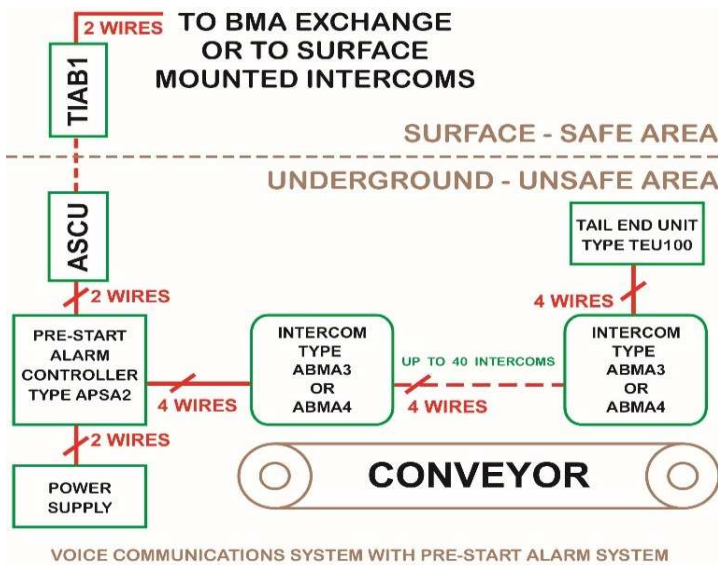 2 WIRES
TO BMA EXCHANGE
OR TO SURFACE
MOUNTED INTERCOMS
TIAB1
SURFACE - SAFE AREA
UNDERGROUND - UNSAFE AREA
ASCU
2 WIRES
TAIL END UNIT
TYPE TEU100
4 WIRES
PRE-START
ALARM
CONTROLLER
TYPE APSA2
4 WIRES
INTERCOM
TYPE
ABMA3
OR
ABMA4
UP TO 40 INTERCOMS
4 WIRES
INTERCOM
TYPE
ABMA3
OR
ABMA4
2 WIRES
POWER
SUPPLY
CONVEYOR
VOICE COMMUNICATIONS SYSTEM WITH PRE-START ALARM SYSTEM